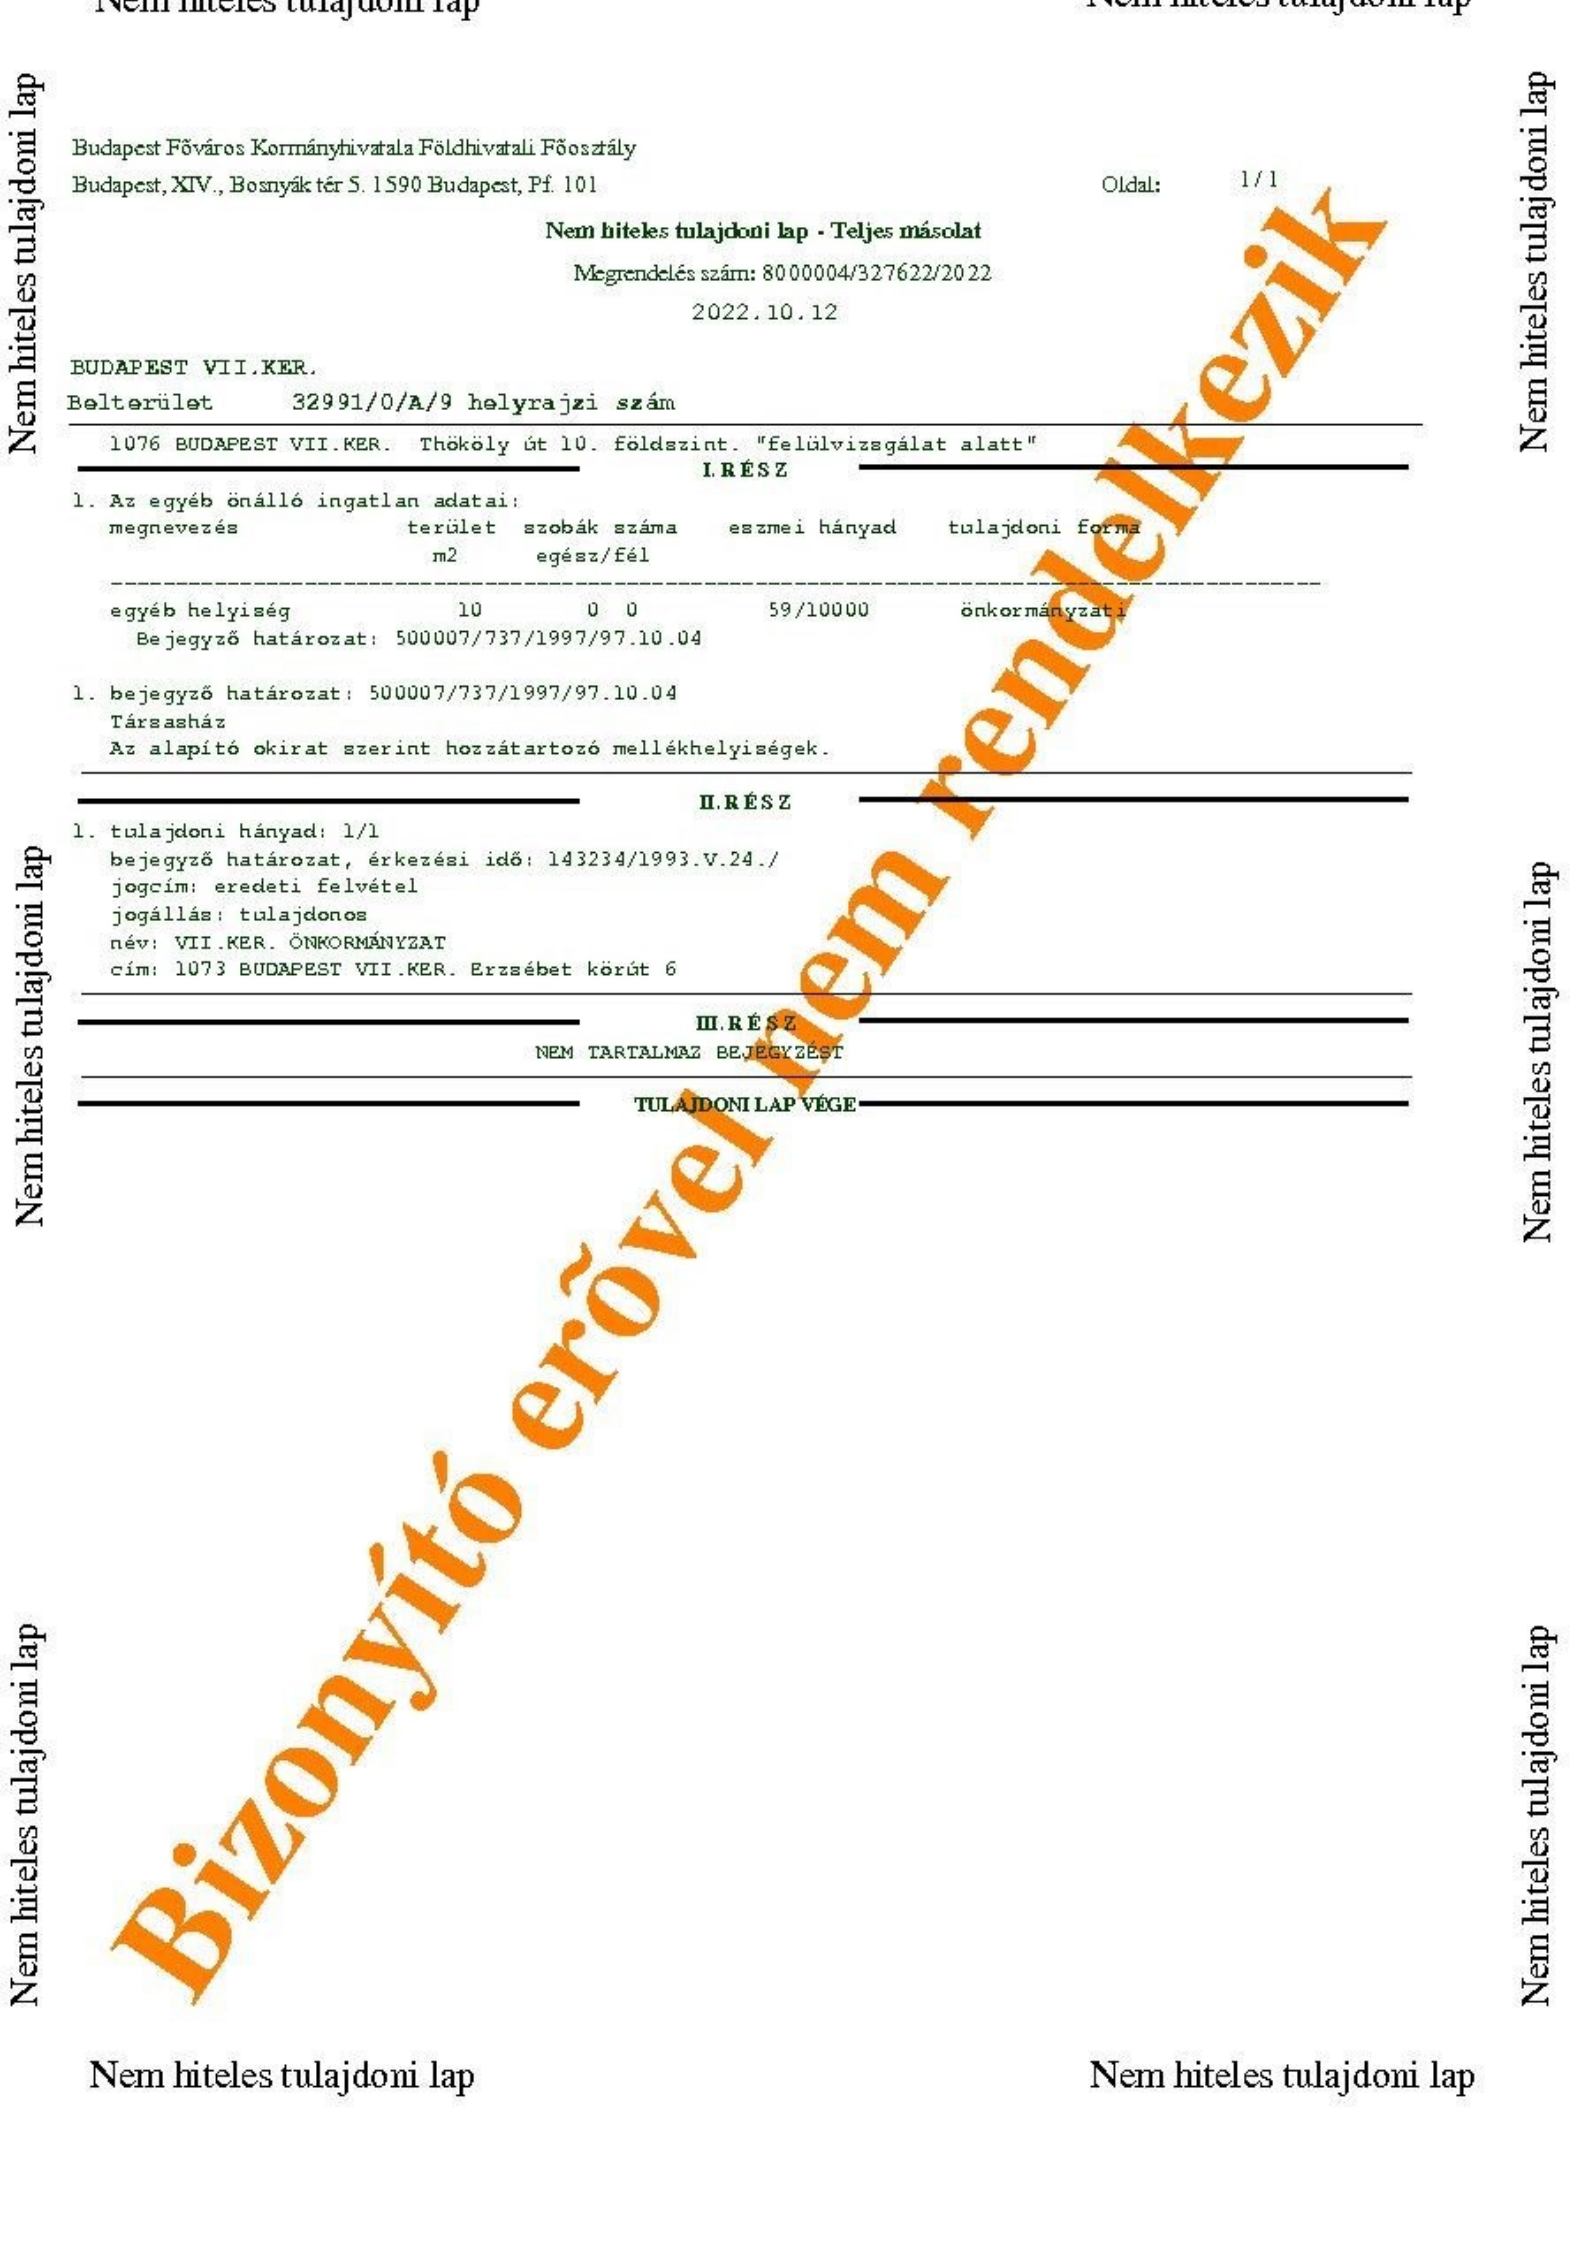 Nem hiteles tulajdoni lap
Nem hiteles tulajdoni lap
Nem hiteles tulajdoni lap
Nem hiteles tulajdoni lap
Budapest Fõváros Kormányhivatala Földhivatali Fõosztály
Budapest, XIV., Bosnyák tér 5. 1590 Budapest, Pf. 101
Oldal: 1/1
Nem hiteles tulajdoni lap - Teljes másolat
Megrendelés szám: 8000004/327622/2022
2022.10.12
BUDAPEST VII.KER.
Belterület 32991/0/A/9 helyrajzi szám
1076 BUDAPEST VII.KER. Thököly út 10. földszint. "felülvizsgálat alatt"
I.RÉSZ
1. Az egyéb önálló ingatlan adatai:
megnevezés terület szobák száma eszmei hányad tulajdoni forma
m2 egész/fél
egyéb helyiség 10 0 0 59/10000 önkormányzati
Bejegyző határozat: 500007/737/1997/97.10.04
1. bejegyző határozat: 500007/737/1997/97.10.04
Társasház
Az alapító okirat szerint hozzátartozó mellékhelyiségek.
II.RÉSZ
1. tulajdoni hányad: 1/1
bejegyző határozat, érkezési idő: 143234/1993.V.24./
jogcím: eredeti felvétel
jogállás: tulajdonos
név: VII.KER. ÖNKORMÁNYZAT
cím: 1073 BUDAPEST VII.KER. Erzsébet körút 6
III.RÉSZ
NEM TARTALMAZ BEJEGYZÉST
TULAJDONI LAP VÉGE
Bizonyító erõvel nem rendelkezik
Nem hiteles tulajdoni lap
Nem hiteles tulajdoni lap
Nem hiteles tulajdoni lap
Nem hiteles tulajdoni lap
Nem hiteles tulajdoni lap
Nem hiteles tulajdoni lap